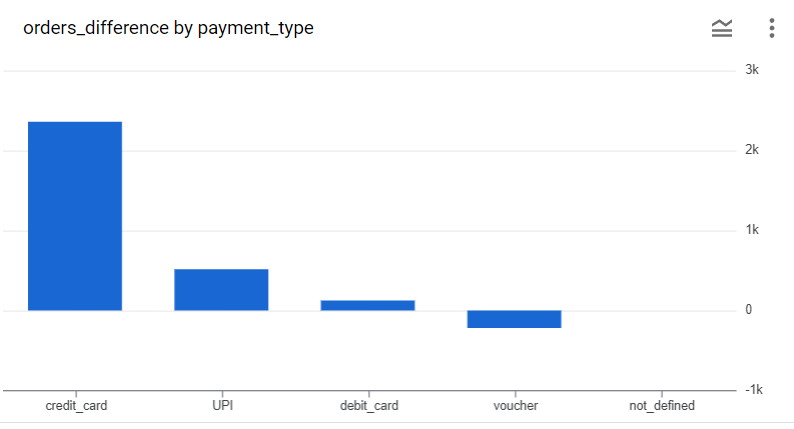 orders_difference by payment_type
3k
2k
1k
0
-1k
credit_card UPI debit_card voucher not_defined